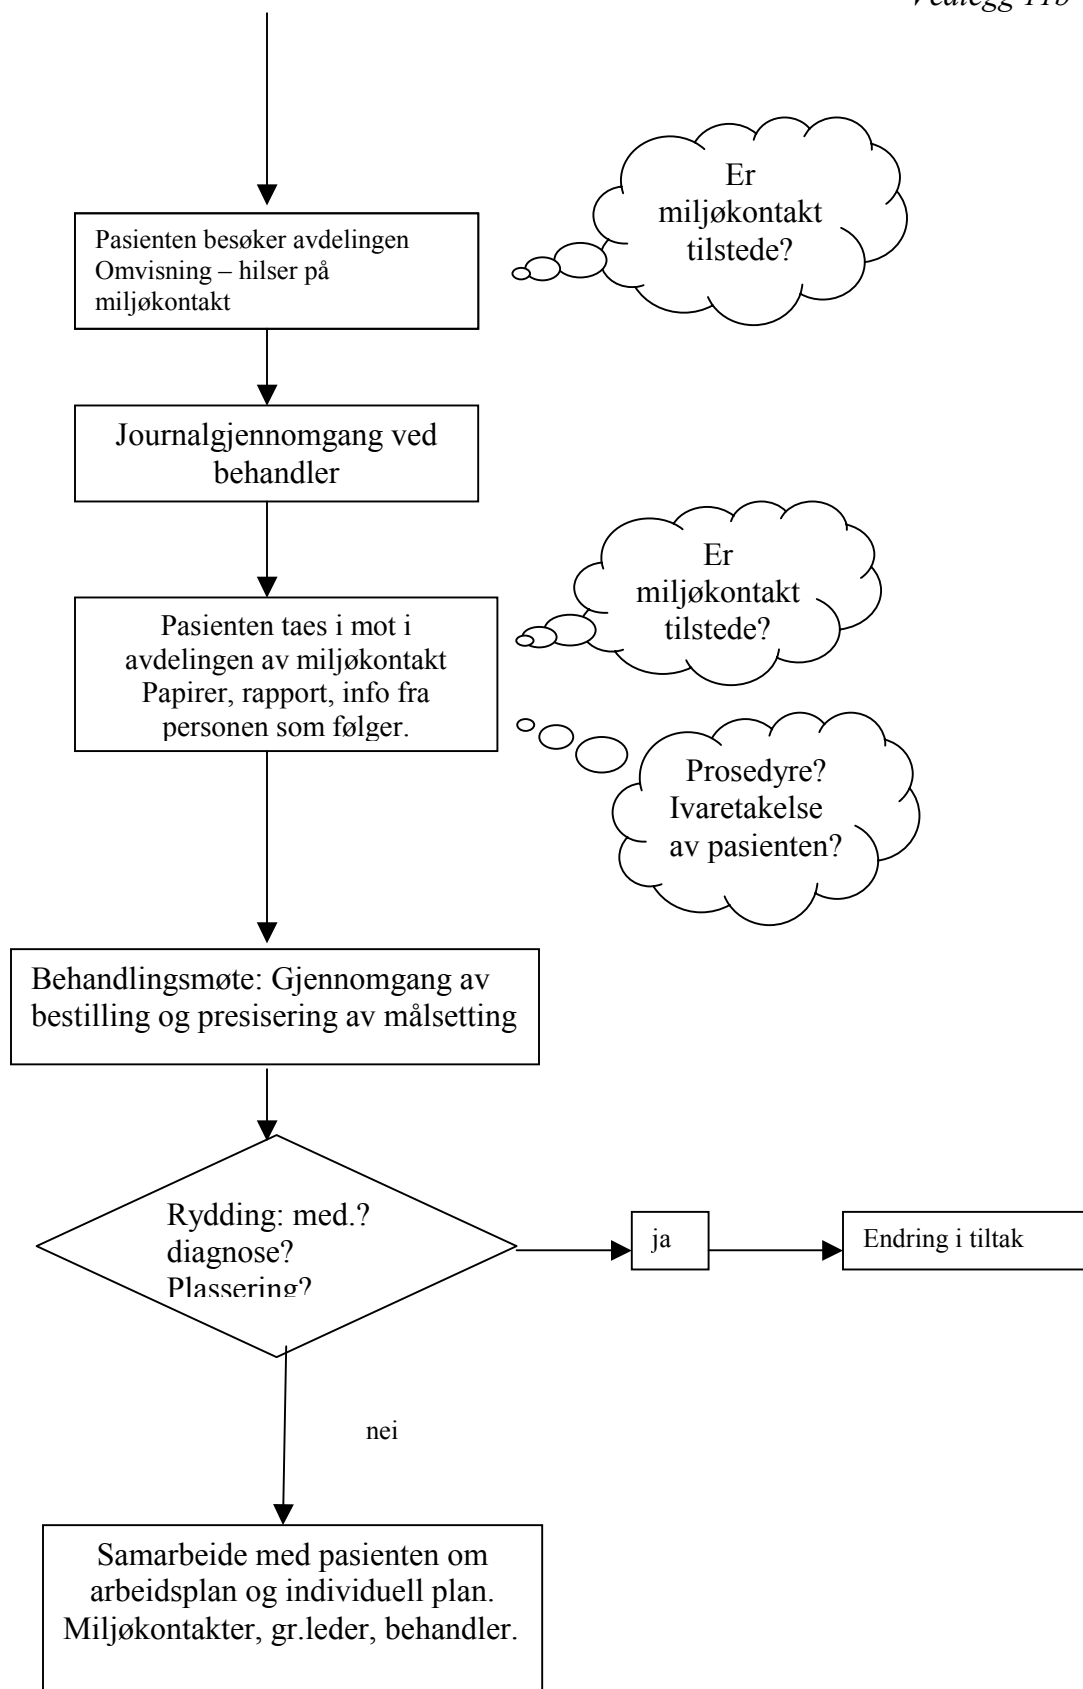 Vedlegg 11b
Er
miljøkontakt
tilstede?
Pasienten besøker avdelingen
Omvisning – hilser på
miljøkontakt
Journalgjennomgang ved
behandler
Er
miljøkontakt
tilstede?
Pasienten taes i mot i
avdelingen av miljøkontakt
Papirer, rapport, info fra
personen som følger.
Prosedyre?
Ivaretakelse
av pasienten?
Behandlingsmøte: Gjennomgang av
bestilling og presisering av målsetting
Rydding: med.?
diagnose?
Plassering?
ja
Endring i tiltak
nei
Samarbeide med pasienten om
arbeidsplan og individuell plan.
Miljøkontakter, gr.leder, behandler.